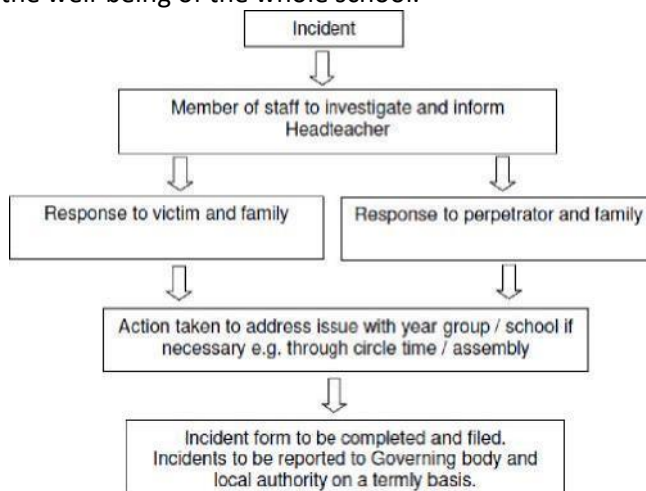 the well-being of the whole school.
Incident
Member of staff to investigate and inform
Headteacher
Response to victim and family
Response to perpetrator and family
Action taken to address issue with year group / school if
necessary e.g. through circle time / assembly
Incident form to be completed and filed.
Incidents to be reported to Governing body and
local authority on a termly basis.